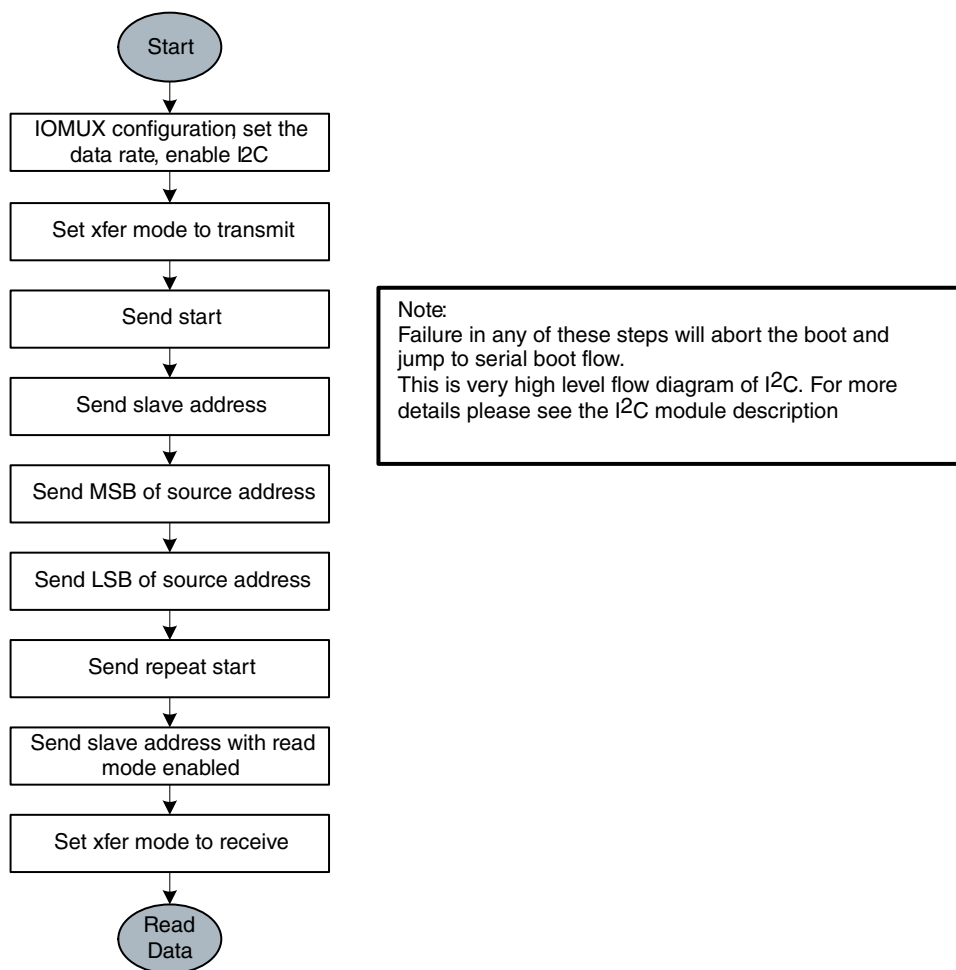 Start
IOMUX configuration, set the
data rate, enable I2C
Set xfer mode to transmit
Send start
Send slave address
Send MSB of source address
Send LSB of source address
Send repeat start
Send slave address with read
mode enabled
Set xfer mode to receive
Read
Data
Note:
Failure in any of these steps will abort the boot and
jump to serial boot flow.
This is very high level flow diagram of I2C. For more
details please see the I2C module description